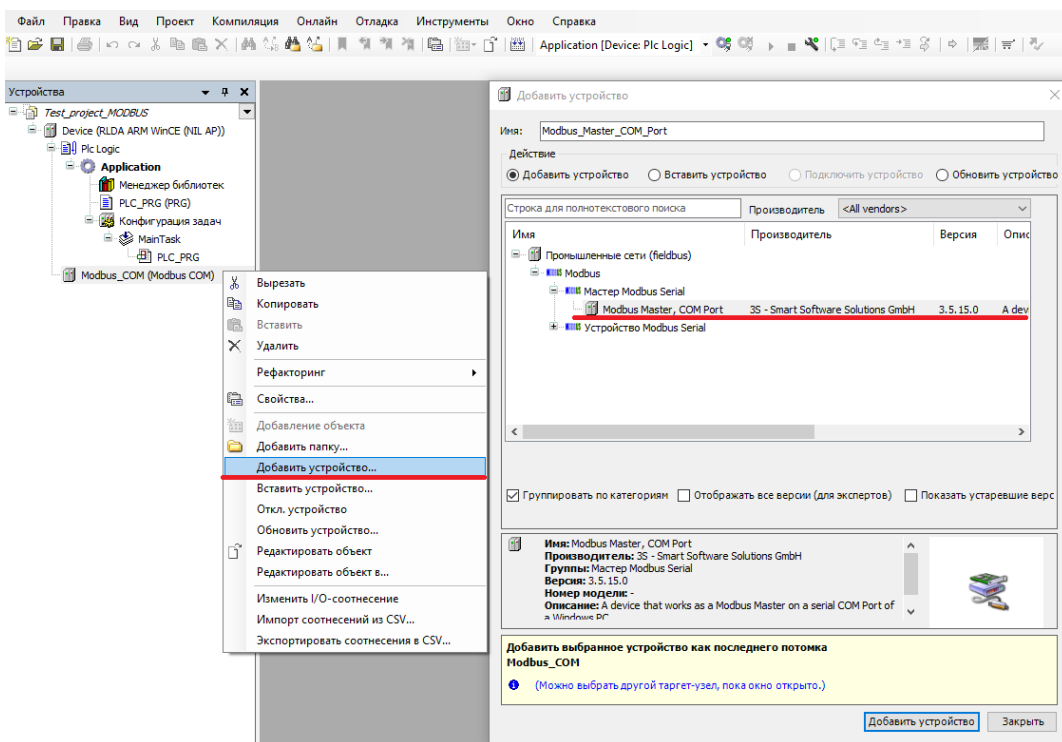 Файл Правка Вид Проект Компиляция Онлайн Отладка Инструменты Окно Справка
Application [Device: Plc Logic]
Устройства
Test_project_MODBUS
Device (RLDA ARM WinCE (NIL AP))
Plc Logic
Application
Менеджер библиотек
PLC_PRG (PRG)
Конфигурация задач
MainTask
PLC_PRG
Modbus_COM (Modbus COM)
Вырезать
Копировать
Вставить
Удалить
Рефакторинг
Свойства...
Добавление объекта
Добавить папку...
Добавить устройство...
Вставить устройство...
Откл. устройство
Обновить устройство...
Редактировать объект
Редактировать объект в...
Изменить I/O-соотнесение
Импорт соотнесений из CSV...
Экспортировать соотнесения в CSV...
Добавить устройство
Имя: Modbus_Master_COM_Port
Действие
Добавить устройство Вставить устройство Подключить устройство Обновить устройство
Строка для полнотекстового поиска Производитель <All vendors>
Имя Производитель Версия Опис
Промышленные сети (fieldbus)
Modbus
Мастер Modbus Serial
Modbus Master, COM Port 3S - Smart Software Solutions GmbH 3.5.15.0 A dev
Устройство Modbus Serial
Группировать по категориям Отображать все версии (для экспертов) Показать устаревшие верс
Имя: Modbus Master, COM Port
Производитель: 3S - Smart Software Solutions GmbH
Группы: Мастер Modbus Serial
Версия: 3.5.15.0
Номер модели: -
Описание: A device that works as a Modbus Master on a serial COM Port of
a Windows PC
Добавить выбранное устройство как последнего потомка
Modbus_COM
(Можно выбрать другой таргет-узел, пока окно открыто.)
Добавить устройство Закрыть